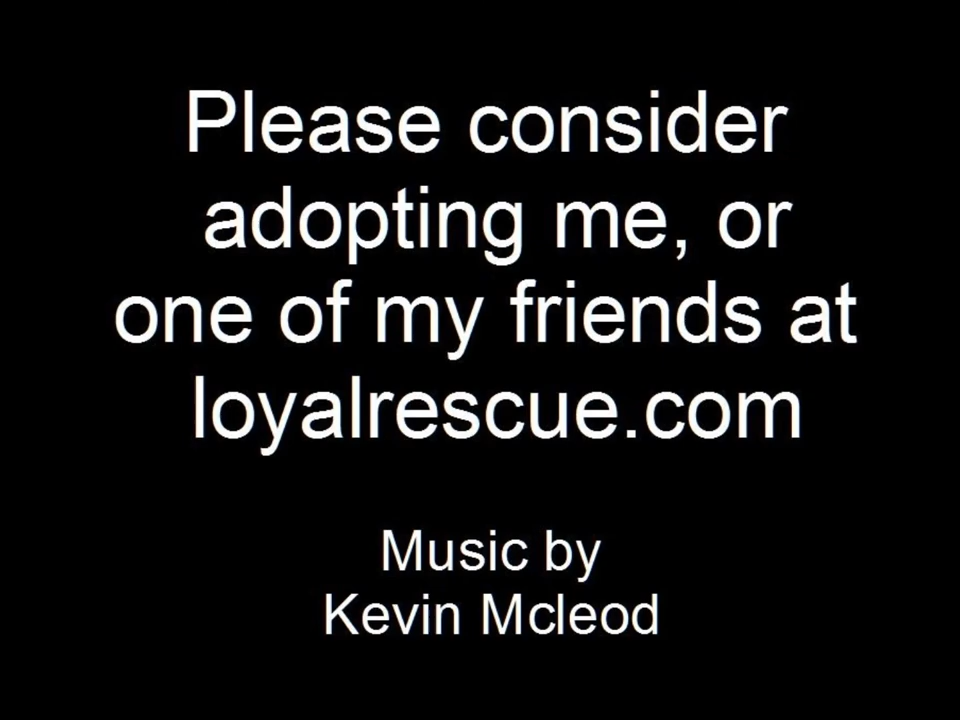 Please consider
adopting me, or
one of my friends at
loyalrescue.com
Music by
Kevin Mcleod